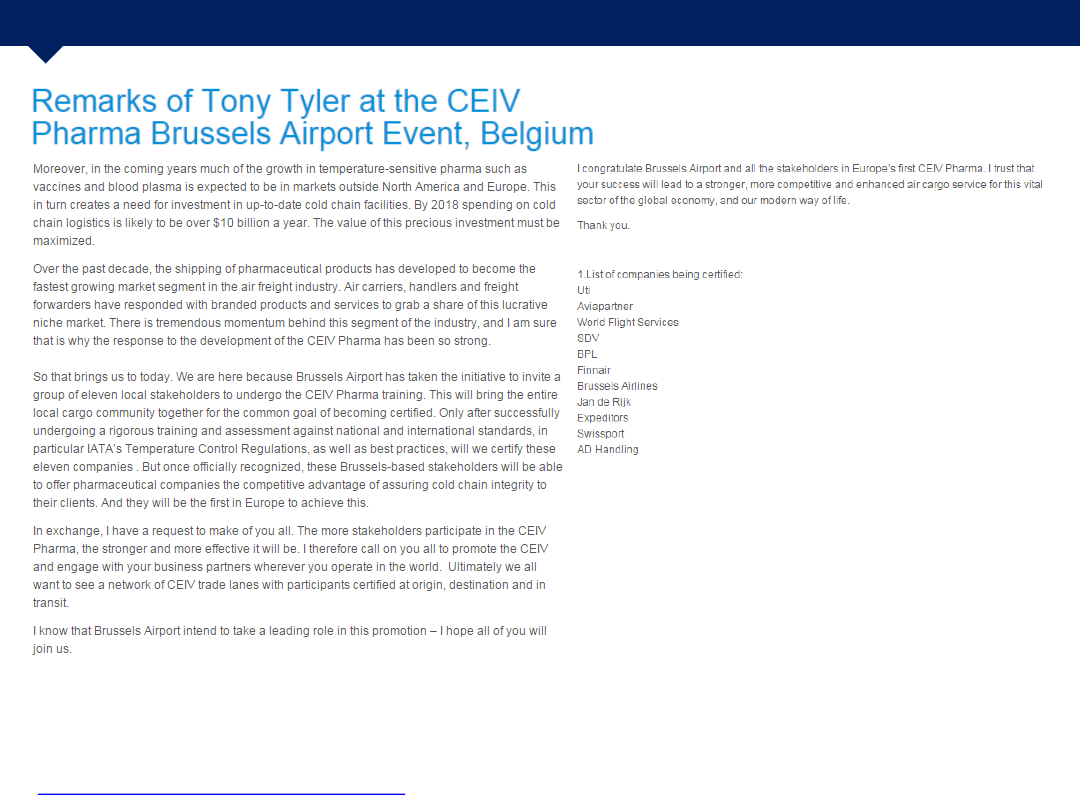 Remarks of Tony Tyler at the CEIV
Pharma Brussels Airport Event, Belgium
Moreover, in the coming years much of the growth in temperature-sensitive pharma such as
vaccines and blood plasma is expected to be in markets outside North America and Europe. This
in turn creates a need for investment in up-to-date cold chain facilities. By 2018 spending on cold
chain logistics is likely to be over $10 billion a year. The value of this precious investment must be
maximized.
Over the past decade, the shipping of pharmaceutical products has developed to become the
fastest growing market segment in the air freight industry. Air carriers, handlers and freight
forwarders have responded with branded products and services to grab a share of this lucrative
niche market. There is tremendous momentum behind this segment of the industry, and I am sure
that is why the response to the development of the CEIV Pharma has been so strong.
So that brings us to today. We are here because Brussels Airport has taken the initiative to invite a
group of eleven local stakeholders to undergo the CEIV Pharma training. This will bring the entire
local cargo community together for the common goal of becoming certified. Only after successfully
undergoing a rigorous training and assessment against national and international standards, in
particular IATA's Temperature Control Regulations, as well as best practices, will we certify these
eleven companies . But once officially recognized, these Brussels-based stakeholders will be able
to offer pharmaceutical companies the competitive advantage of assuring cold chain integrity to
their clients. And they will be the first in Europe to achieve this.
In exchange, I have a request to make of you all. The more stakeholders participate in the CEIV
Pharma, the stronger and more effective it will be. I therefore call on you all to promote the CEIV
and engage with your business partners wherever you operate in the world.  Ultimately we all
want to see a network of CEIV trade lanes with participants certified at origin, destination and in
transit.
I know that Brussels Airport intend to take a leading role in this promotion – I hope all of you will
join us.
I congratulate Brussels Airport and all the stakeholders in Europe's first CEIV Pharma. I trust that
your success will lead to a stronger, more competitive and enhanced air cargo service for this vital
sector of the global economy, and our modern way of life.
Thank you.
1.List of companies being certified:
Uti
Aviapartner
World Flight Services
SDV
BPL
Finnair
Brussels Airlines
Jan de Rijk
Expeditors
Swissport
AD Handling